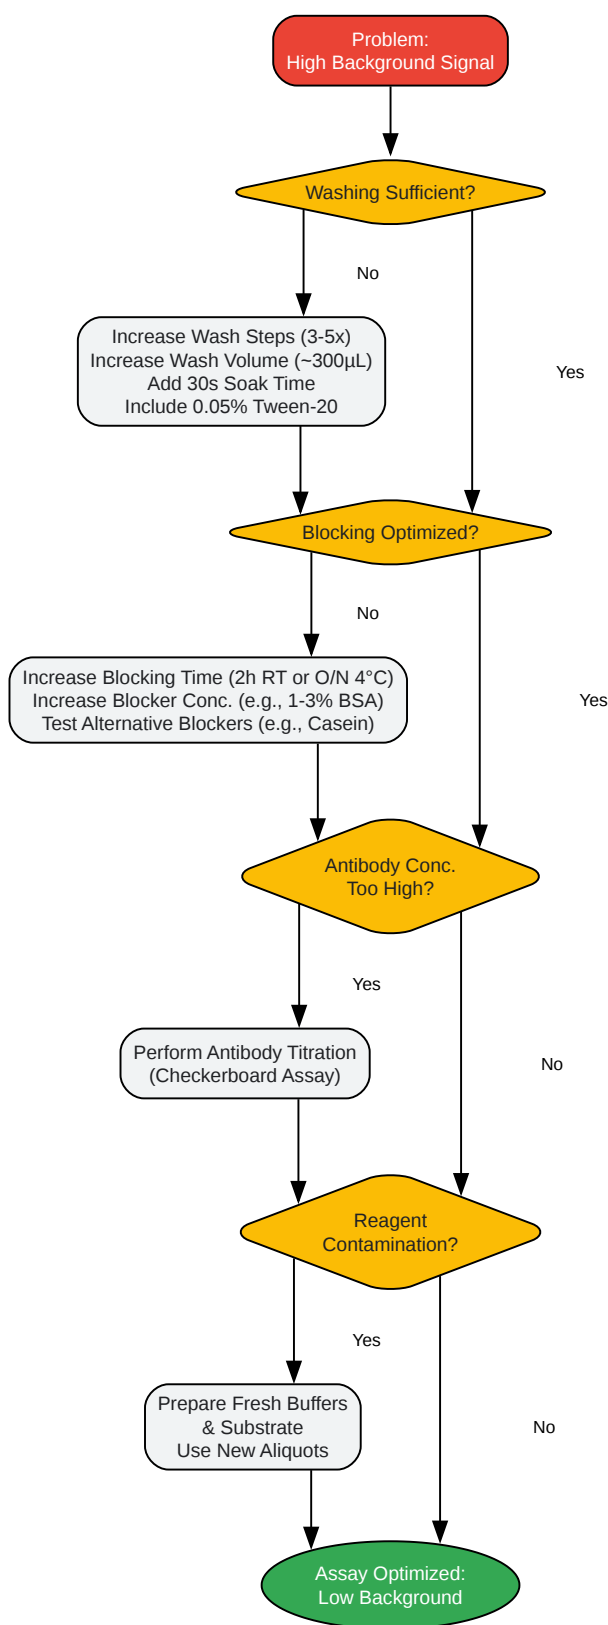 Problem:
High Background Signal
Washing Sufficient?
No
Increase Wash Steps (3-5x)
Increase Wash Volume (~300µL)
Add 30s Soak Time
Include 0.05% Tween-20
Yes
Blocking Optimized?
No
Increase Blocking Time (2h RT or O/N 4°C)
Increase Blocker Conc. (e.g., 1-3% BSA)
Test Alternative Blockers (e.g., Casein)
Yes
Antibody Conc.
Too High?
Yes
Perform Antibody Titration
(Checkerboard Assay)
No
Reagent
Contamination?
Yes
Prepare Fresh Buffers
& Substrate
Use New Aliquots
No
Assay Optimized:
Low Background